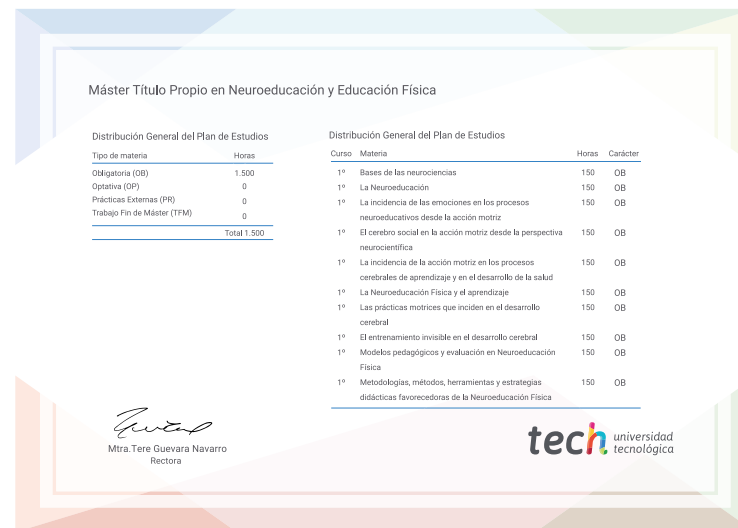 Máster Título Propio en Neuroeducación y Educación Física
Distribución General del Plan de Estudios
Tipo de materia Horas
Obligatoria (OB) 1.500
Optativa (OP) 0
Prácticas Externas (PR) 0
Trabajo Fin de Máster (TFM) 0
Total 1.500
Distribución General del Plan de Estudios
Curso Materia Horas Carácter
1º Bases de las neurociencias 150 OB
1º La Neuroeducación 150 OB
1º La incidencia de las emociones en los procesos 150 OB
neuroeducativos desde la acción motriz
1º El cerebro social en la acción motriz desde la perspectiva 150 OB
neurocientífica
1º La incidencia de la acción motriz en los procesos 150 OB
cerebrales de aprendizaje y en el desarrollo de la salud
1º La Neuroeducación Física y el aprendizaje 150 OB
1º Las prácticas motrices que inciden en el desarrollo 150 OB
cerebral
1º El entrenamiento invisible en el desarrollo cerebral 150 OB
1º Modelos pedagógicos y evaluación en Neuroeducación 150 OB
Física
1º Metodologías, métodos, herramientas y estrategias 150 OB
didácticas favorecedoras de la Neuroeducación Física
Mtra.Tere Guevara Navarro
Rectora
tech universidad
tecnológica